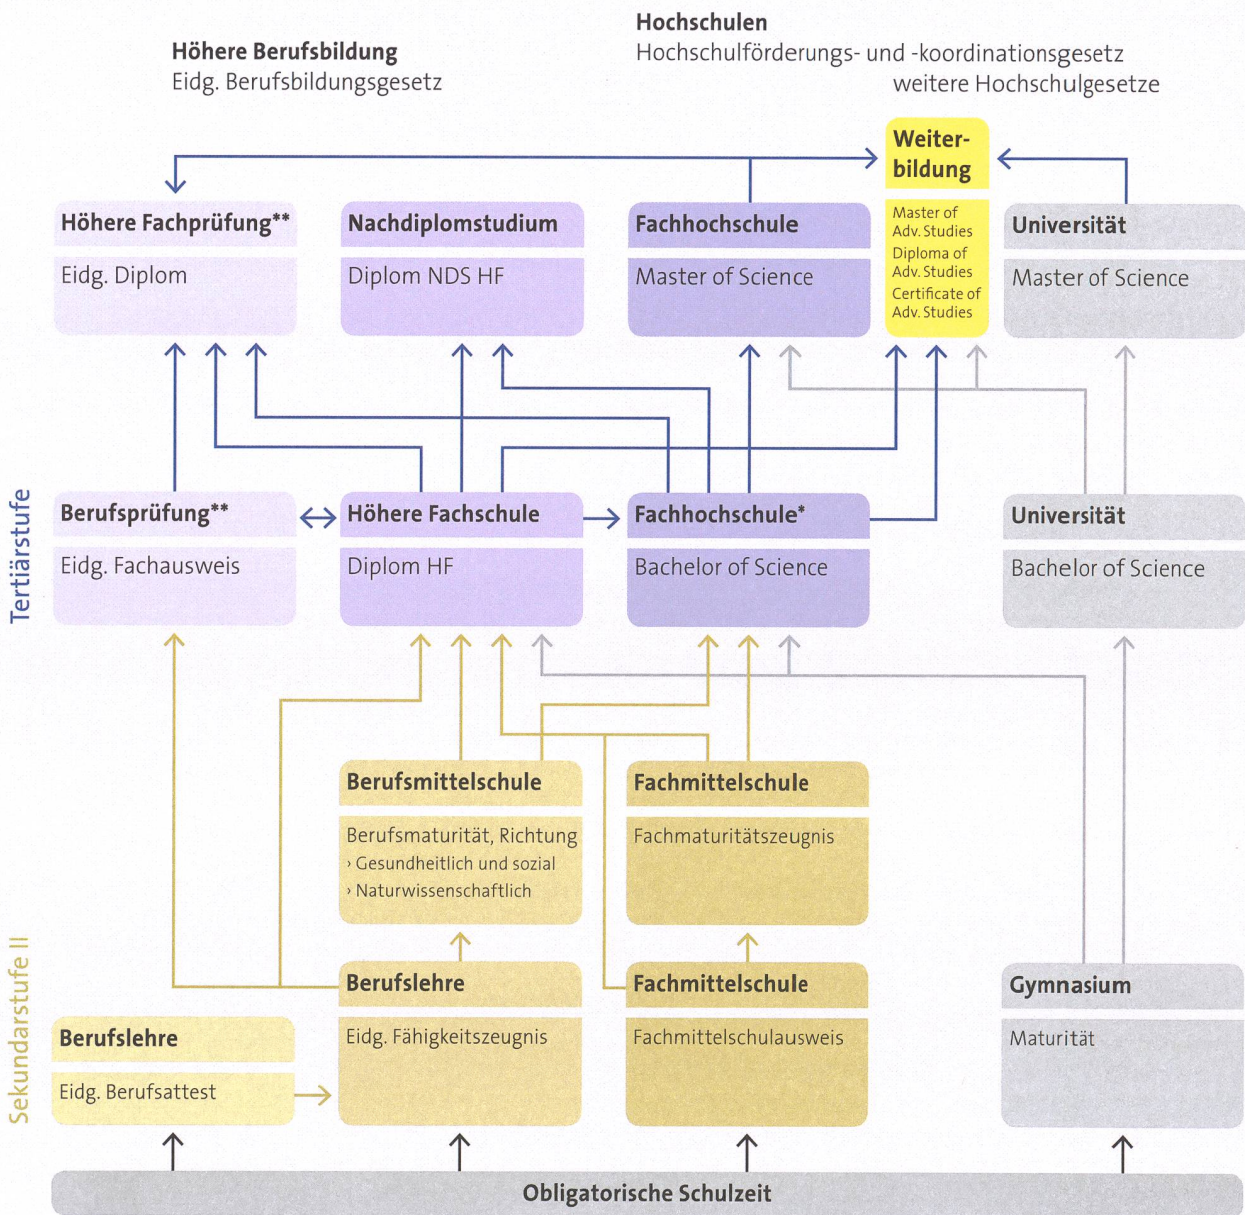 Höhere Berufsbildung
Eidg. Berufsbildungsgesetz
Hochschulen
Hochschulförderungs- und -koordinationsgesetz
weitere Hochschulgesetze
Weiter-
bildung
Master of
Adv. Studies
Diploma of
Adv. Studies
Certificate of
Adv. Studies
Höhere Fachprüfung**
Eidg. Diplom
Nachdiplomstudium
Diplom NDS HF
Fachhochschule
Master of Science
Universität
Master of Science
Tertiärstufe
Berufsprüfung**
Eidg. Fachausweis
Höhere Fachschule
Diplom HF
Fachhochschule*
Bachelor of Science
Universität
Bachelor of Science
Sekundarstufe II
Berufsmittelschule
Berufsmaturität, Richtung
› Gesundheitlich und sozial
› Naturwissenschaftlich
Fachmittelschule
Fachmaturitätszeugnis
Berufslehre
Eidg. Berufsattest
Berufslehre
Eidg. Fähigkeitszeugnis
Fachmittelschule
Fachmittelschulausweis
Gymnasium
Maturität
Obligatorische Schulzeit